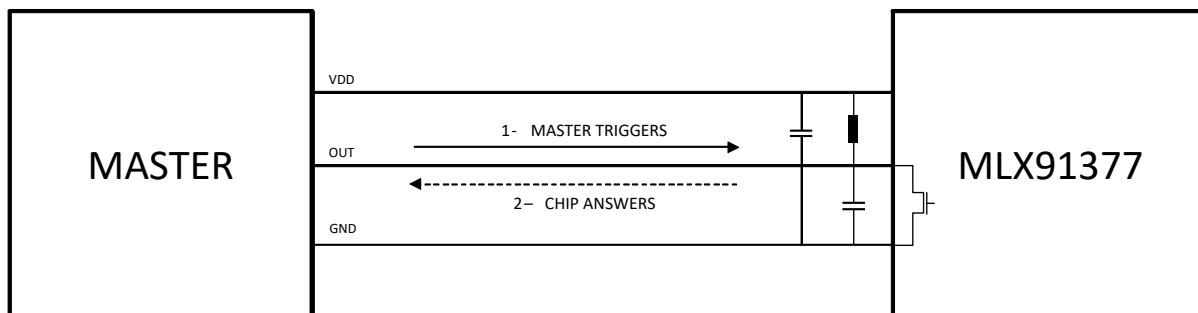 VDD
1- MASTER TRIGGERS
OUT
MASTER
MLX91377
2– CHIP ANSWERS
GND